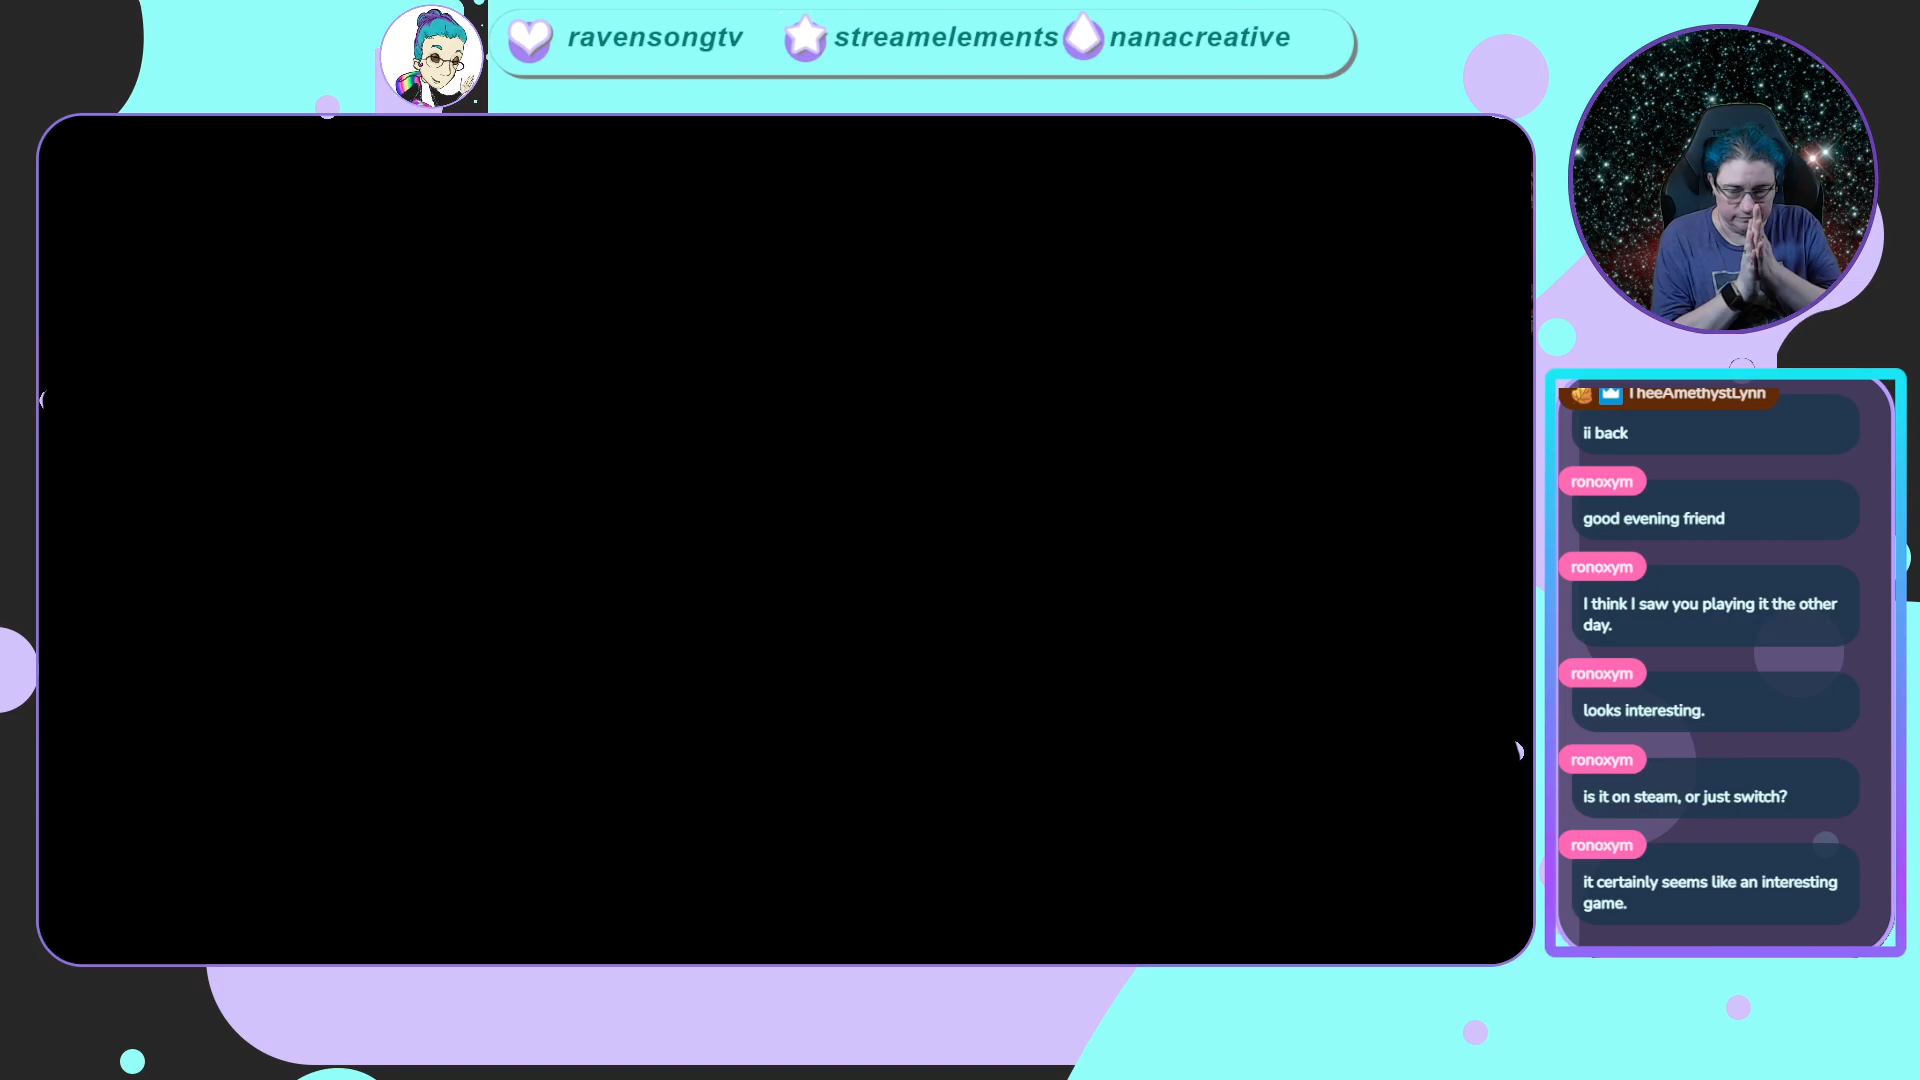 ravensongtv streamelements nanacreative
TheeAmethystLynn
ii back
ronoxym
good evening friend
ronoxym
I think I saw you playing it the other
day.
ronoxym
looks interesting.
ronoxym
is it on steam, or just switch?
ronoxym
it certainly seems like an interesting
game.